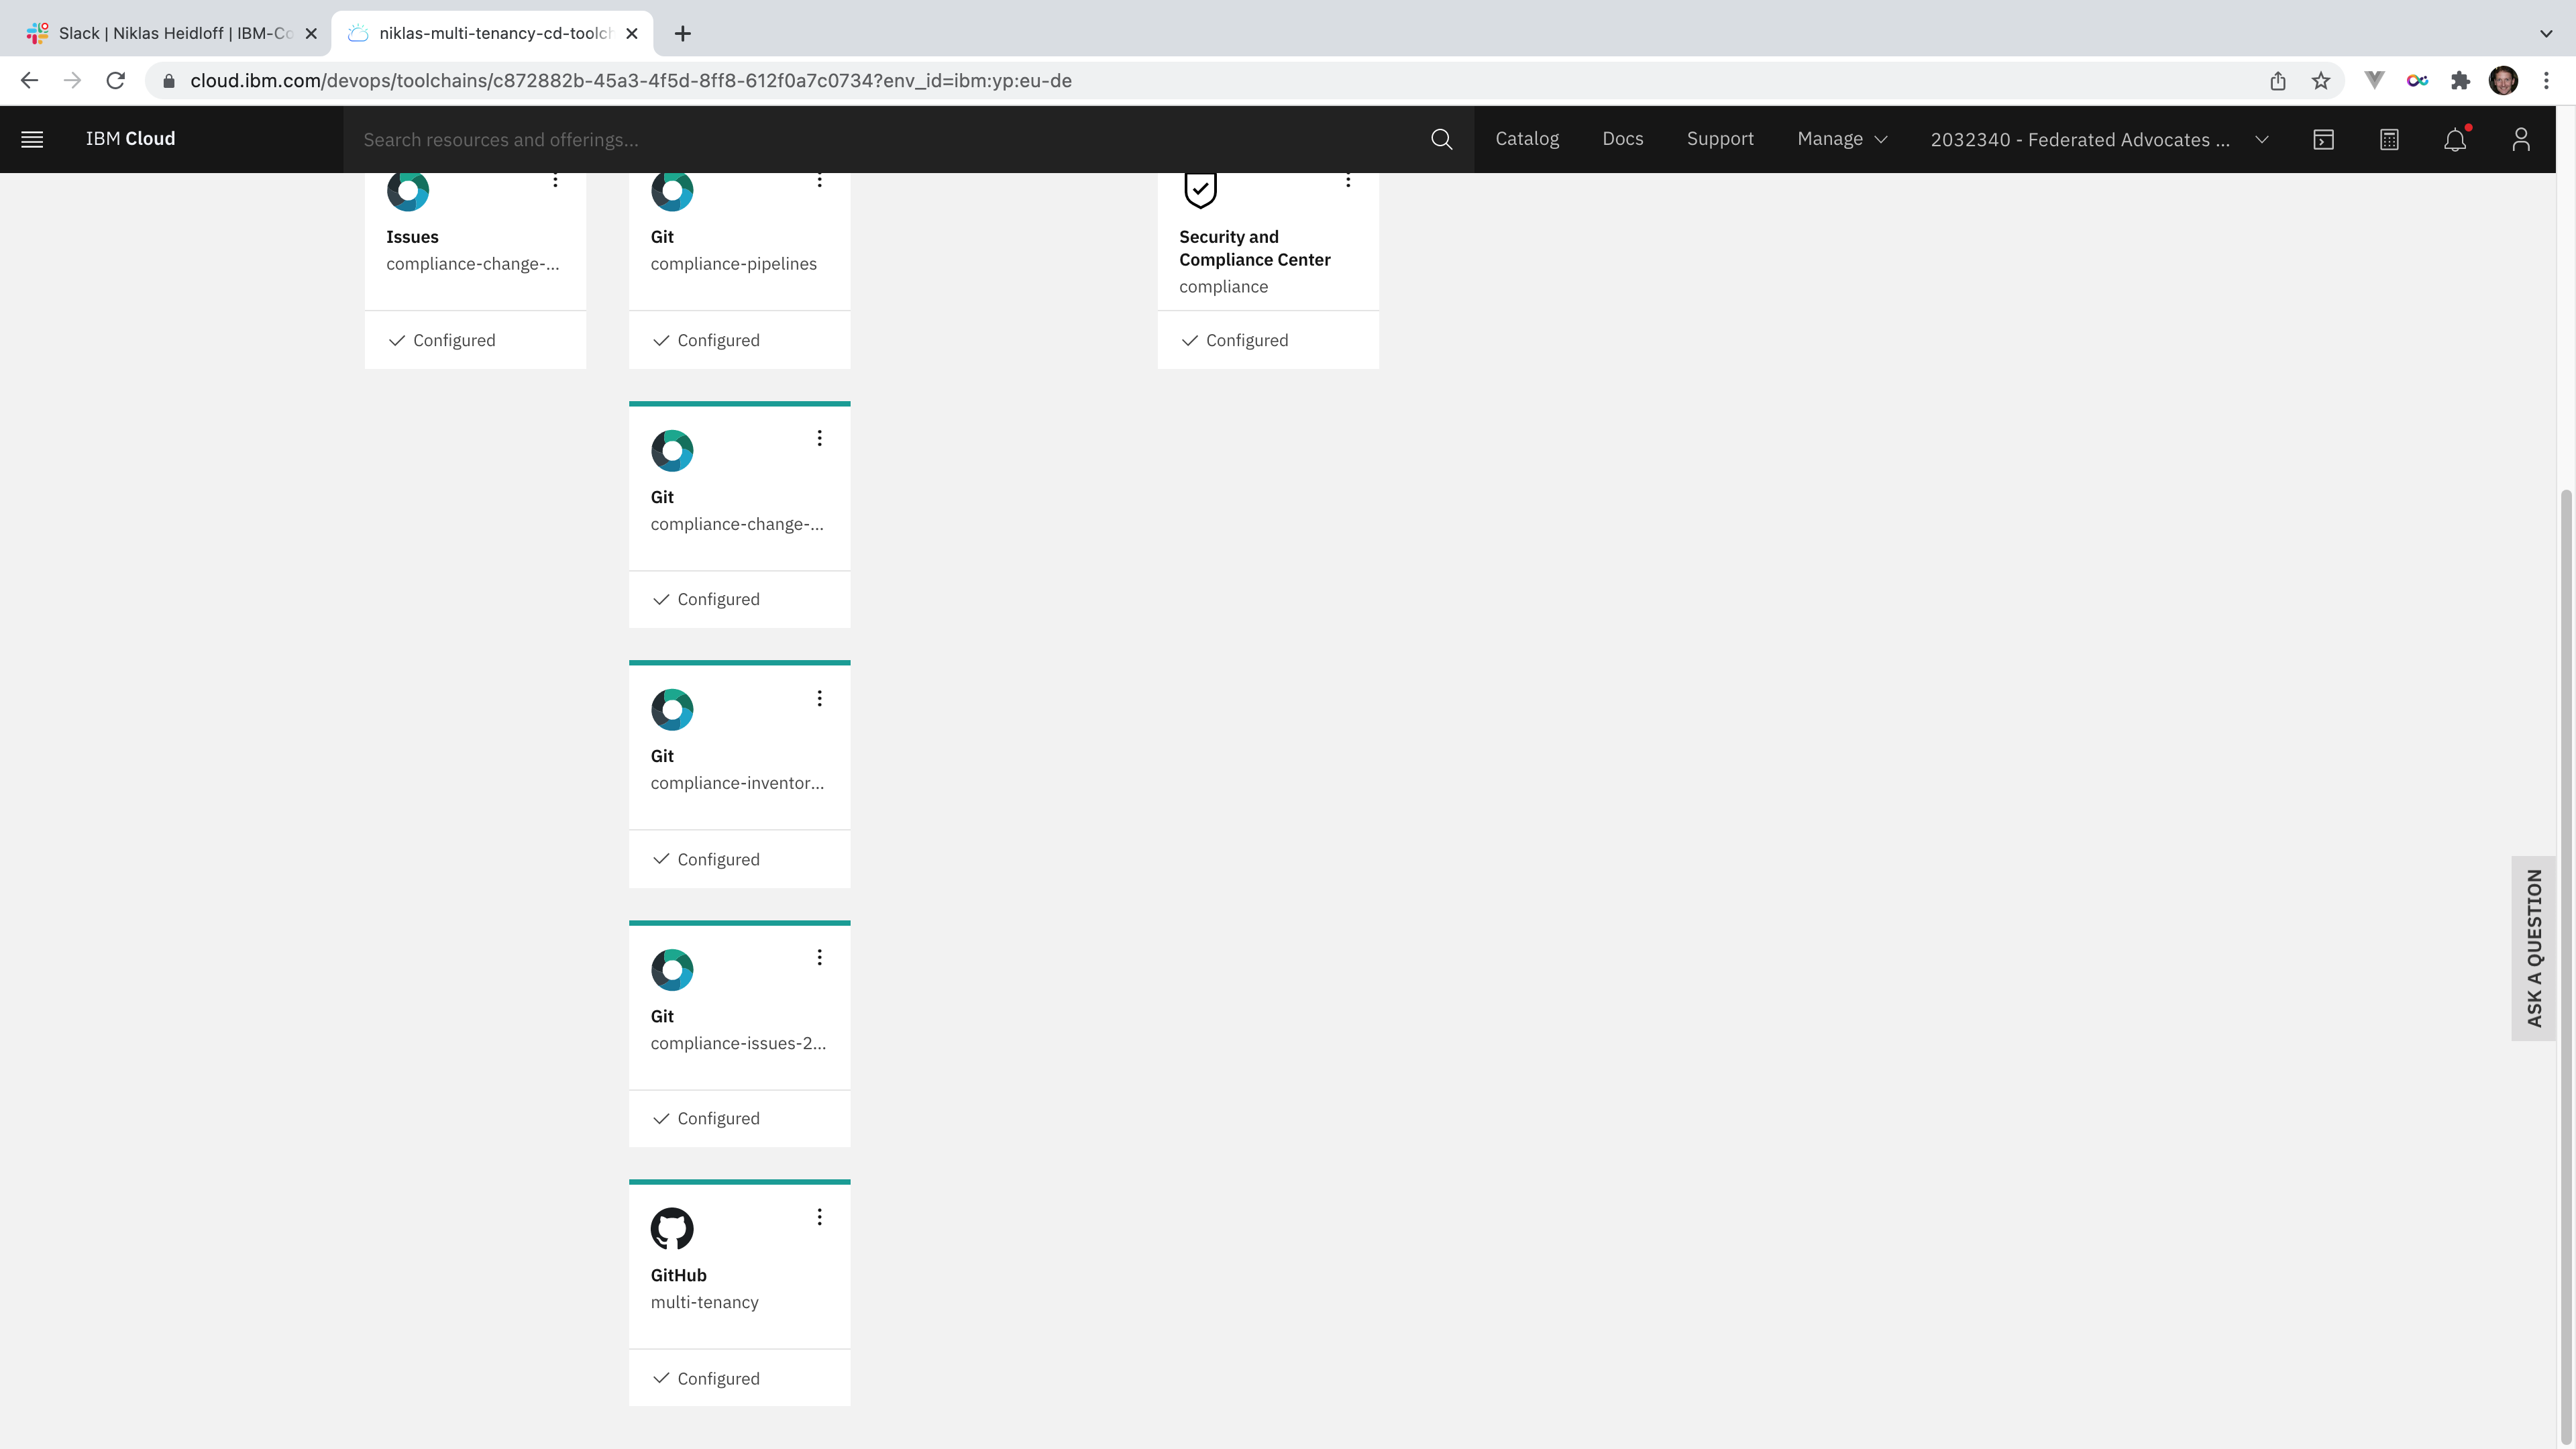 Slack | Niklas Heidloff | IBM-Co
niklas-multi-tenancy-cd-toolch
cloud.ibm.com/devops/toolchains/c872882b-45a3-4f5d-8ff8-612f0a7c0734?env_id=ibm:yp:eu-de
IBM Cloud
Search resources and offerings...
Catalog
Docs
Support
Manage
2032340 - Federated Advocates ...
Issues
compliance-change-...
Configured
Git
compliance-pipelines
Configured
Security and
Compliance Center
compliance
Configured
Git
compliance-change-...
Configured
Git
compliance-inventor...
Configured
Git
compliance-issues-2...
Configured
GitHub
multi-tenancy
Configured
ASK A QUESTION